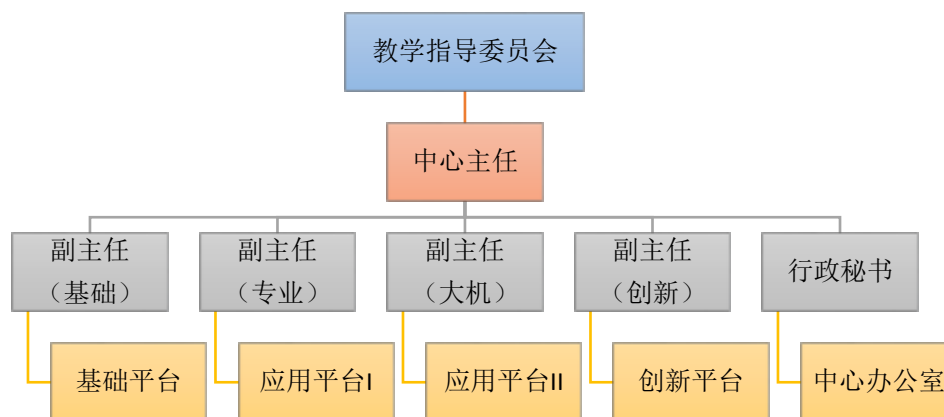 教学指导委员会
中心主任
副主任
（基础）
副主任
（专业）
副主任
（大机）
副主任
（创新）
行政秘书
基础平台
应用平台I
应用平台II
创新平台
中心办公室